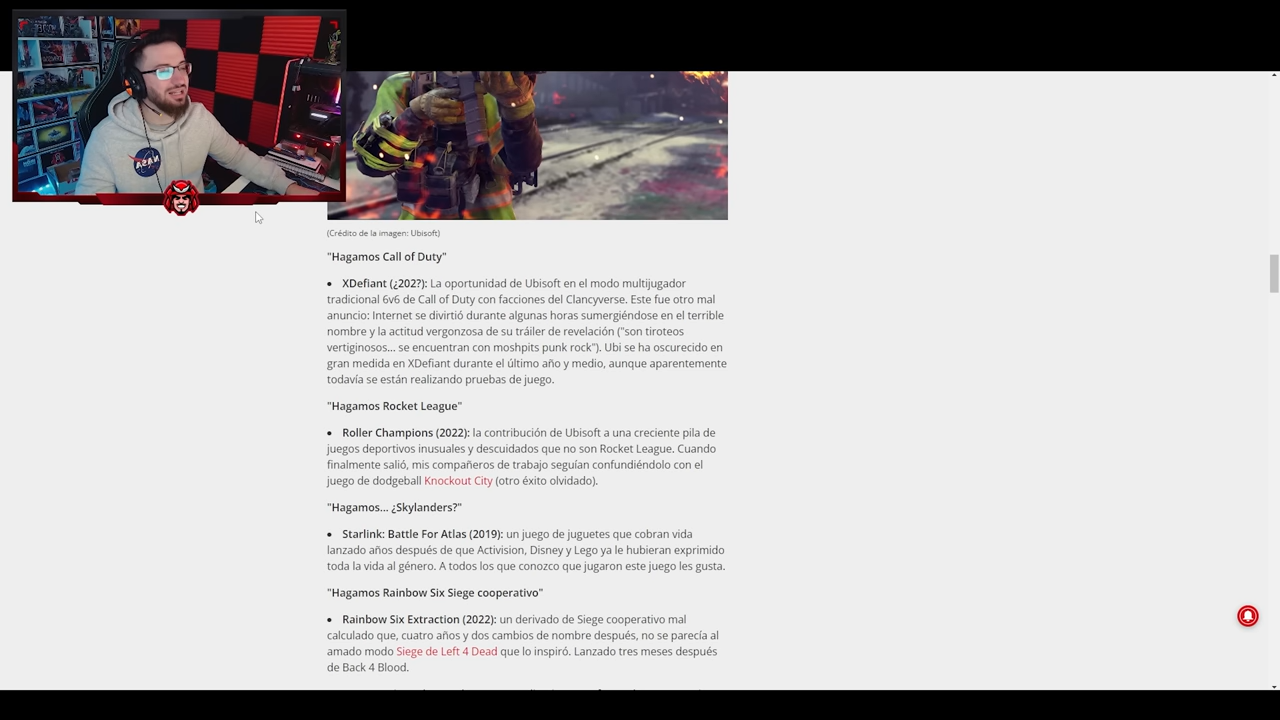 NASA
(Crédito de la imagen: Ubisoft)
"Hagamos Call of Duty"
XDefiant (¿202?): La oportunidad de Ubisoft en el modo multijugador
tradicional 6v6 de Call of Duty con facciones del Clancyverse. Este fue otro mal
anuncio: Internet se divirtió durante algunas horas sumergiéndose en el terrible
nombre y la actitud vergonzosa de su tráiler de revelación ("son tiroteos
vertiginosos... se encuentran con moshpits punk rock"). Ubi se ha oscurecido en
gran medida en XDefiant durante el último año y medio, aunque aparentemente
todavía se están realizando pruebas de juego.
"Hagamos Rocket League"
Roller Champions (2022): la contribución de Ubisoft a una creciente pila de
juegos deportivos inusuales y descuidados que no son Rocket League. Cuando
finalmente salió, mis compañeros de trabajo seguían confundiéndolo con el
juego de dodgeball Knockout City (otro éxito olvidado).
"Hagamos... ¿Skylanders?"
Starlink: Battle For Atlas (2019): un juego de juguetes que cobran vida
lanzado años después de que Activision, Disney y Lego ya le hubieran exprimido
toda la vida al género. A todos los que conozco que jugaron este juego les gusta.
"Hagamos Rainbow Six Siege cooperativo"
Rainbow Six Extraction (2022): un derivado de Siege cooperativo mal
calculado que, cuatro años y dos cambios de nombre después, no se parecía al
amado modo Siege de Left 4 Dead que lo inspiró. Lanzado tres meses después
de Back 4 Blood.